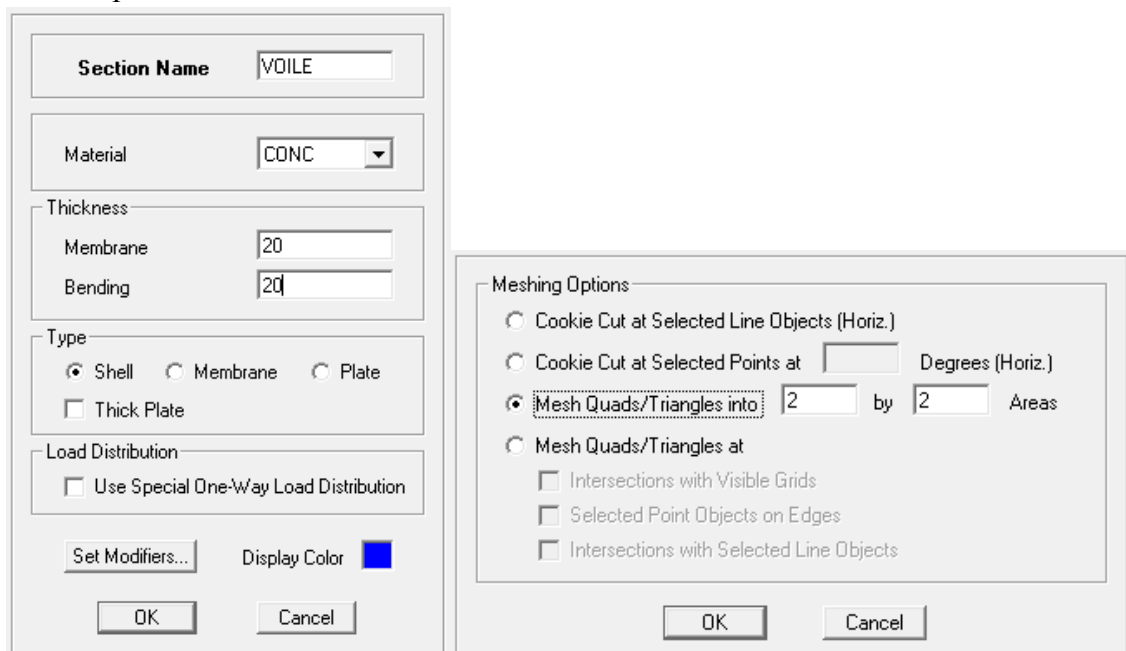 Section Name VOILE
Material CONC
Thickness
Membrane 20
Bending 20
Type
Shell Membrane Plate
Thick Plate
Load Distribution
Use Special One-Way Load Distribution
Set Modifiers... Display Color
OK Cancel
Meshing Options
Cookie Cut at Selected Line Objects (Horiz.)
Cookie Cut at Selected Points at Degrees (Horiz.)
Mesh Quads/Triangles into 2 by 2 Areas
Mesh Quads/Triangles at
Intersections with Visible Grids
Selected Point Objects on Edges
Intersections with Selected Line Objects
OK Cancel